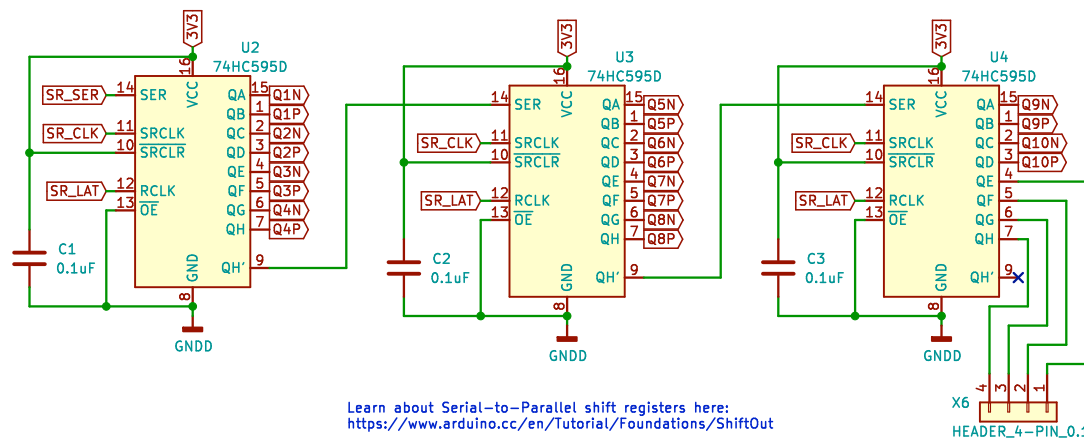 3V3
U2
74HC595D
16
VCC
SR_SER
14
SER
QA
15
Q1N
QB
1
Q1P
SR_CLK
11
SRCLK
QC
2
Q2N
10
SRCLR
QD
3
Q2P
QE
4
Q3N
SR_LAT
12
RCLK
QF
5
Q3P
13
OE
QG
6
Q4N
QH
7
Q4P
C1
0.1uF
GND
QH'
9
8
GNDD
3V3
U3
74HC595D
16
VCC
14
SER
QA
15
Q5N
QB
1
Q5P
SR_CLK
11
SRCLK
QC
2
Q6N
10
SRCLR
QD
3
Q6P
QE
4
Q7N
SR_LAT
12
RCLK
QF
5
Q7P
13
OE
QG
6
Q8N
QH
7
Q8P
C2
0.1uF
GND
QH'
9
8
GNDD
3V3
U4
74HC595D
16
VCC
14
SER
QA
15
Q9N
QB
1
Q9P
SR_CLK
11
SRCLK
QC
2
Q10N
10
SRCLR
QD
3
Q10P
QE
4
SR_LAT
12
RCLK
QF
5
13
OE
QG
6
QH
7
C3
0.1uF
GND
QH'
9
8
GNDD
4
3
2
1
X6
HEADER_4-PIN_0.1
Learn about Serial-to-Parallel shift registers here:
https://www.arduino.cc/en/Tutorial/Foundations/ShiftOut